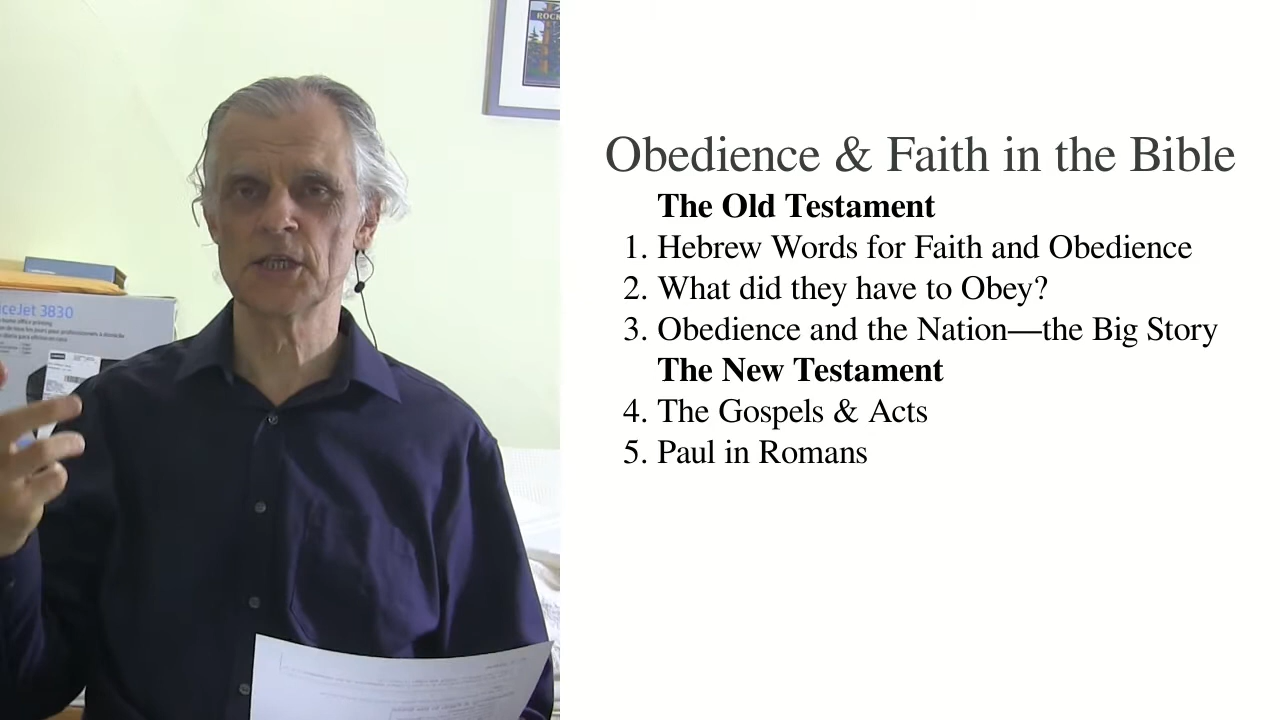 ROCK
iceJet 3830
Obedience & Faith in the Bible
The Old Testament
1. Hebrew Words for Faith and Obedience
2. What did they have to Obey?
3. Obedience and the Nation—the Big Story
The New Testament
4. The Gospels & Acts
5. Paul in Romans